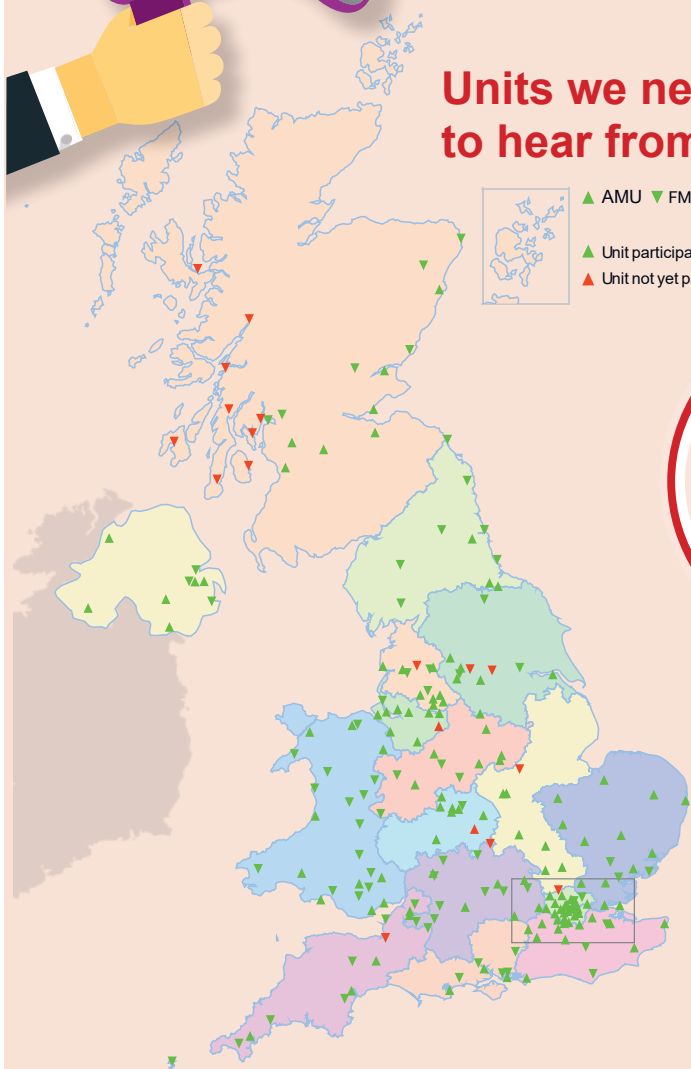 Units we ne
to hear from
AMU FM
Unit participa
Unit not yet p